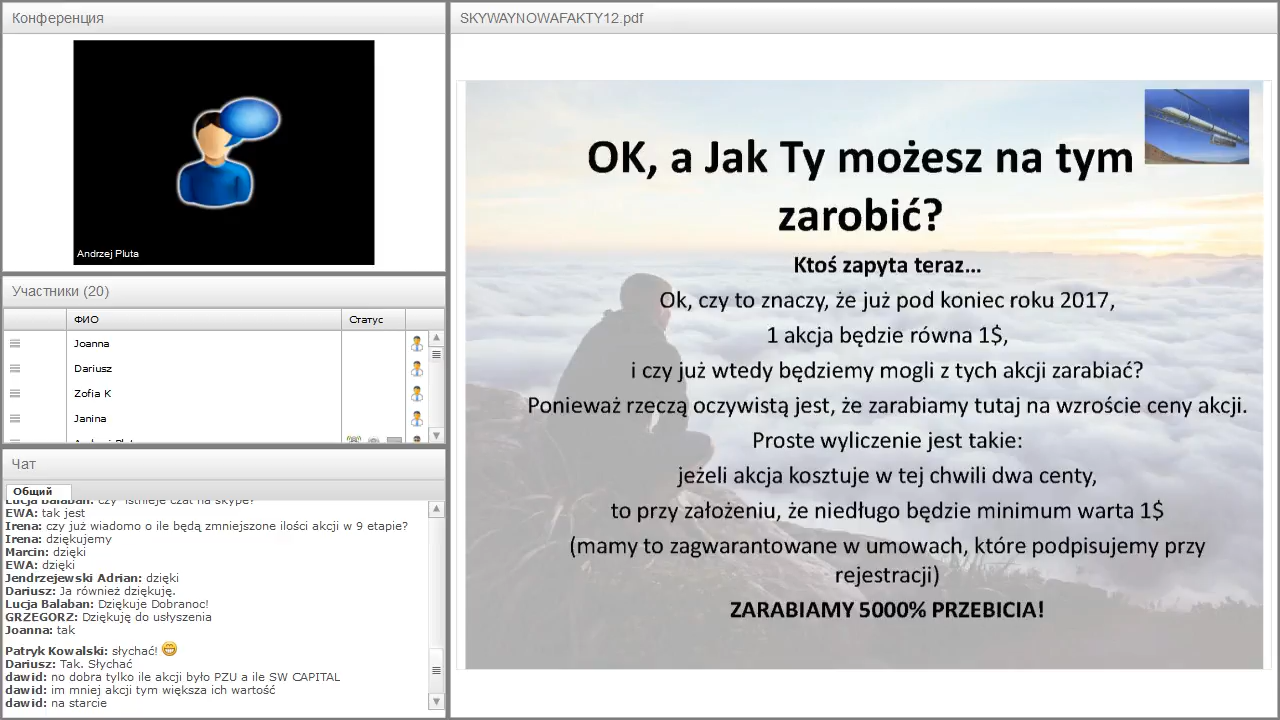 Конференция
Andrzej Pluta
Участники (20)
ФИО
Статус
Joanna
Dariusz
Zofia K
Janina
Чат
Общий
Lucja Balaban: czy istnieje czat na skype?
EWA: tak jest
Irena: czy już wiadomo o ile będą zmniejszone ilości akcji w 9 etapie?
Irena: dziękujemy
Marcin: dzięki
EWA: dzięki
Jendrzejewski Adrian: dzięki
Dariusz: Ja również dziękuję.
Lucja Balaban: Dziękuje Dobranoc!
GRZEGORZ: Dziękuję do usłyszenia
Joanna: tak
Patryk Kowalski: słychać!
Dariusz: Tak. Słychać
dawid: no dobra tylko ile akcji było PZU a ile SW CAPITAL
dawid: im mniej akcji tym większa ich wartość
dawid: na starcie
SKYWAYNOWAFAKTY12.pdf
OK, a Jak Ty możesz na tym
zarobić?
Ktoś zapyta teraz...
Ok, czy to znaczy, że już pod koniec roku 2017,
1 akcja będzie równa 1$,
i czy już wtedy będziemy mogli z tych akcji zarabiać?
Ponieważ rzeczą oczywistą jest, że zarabiamy tutaj na wzroście ceny akcji.
Proste wyliczenie jest takie:
jeżeli akcja kosztuje w tej chwili dwa centy,
to przy założeniu, że niedługo będzie minimum warta 1$
(mamy to zagwarantowane w umowach, które podpisujemy przy
rejestracji)
ZARABIAMY 5000% PRZEBICIA!